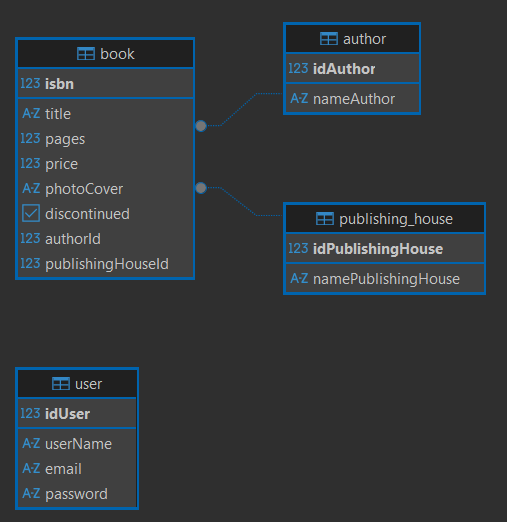 book
123 isbn
A-Z title
123 pages
123 price
A-Z photoCover
discontinued
123 authorId
123 publishingHouseId
author
123 idAuthor
A-Z nameAuthor
publishing_house
123 idPublishingHouse
A-Z namePublishingHouse
user
123 idUser
A-Z userName
A-Z email
A-Z password